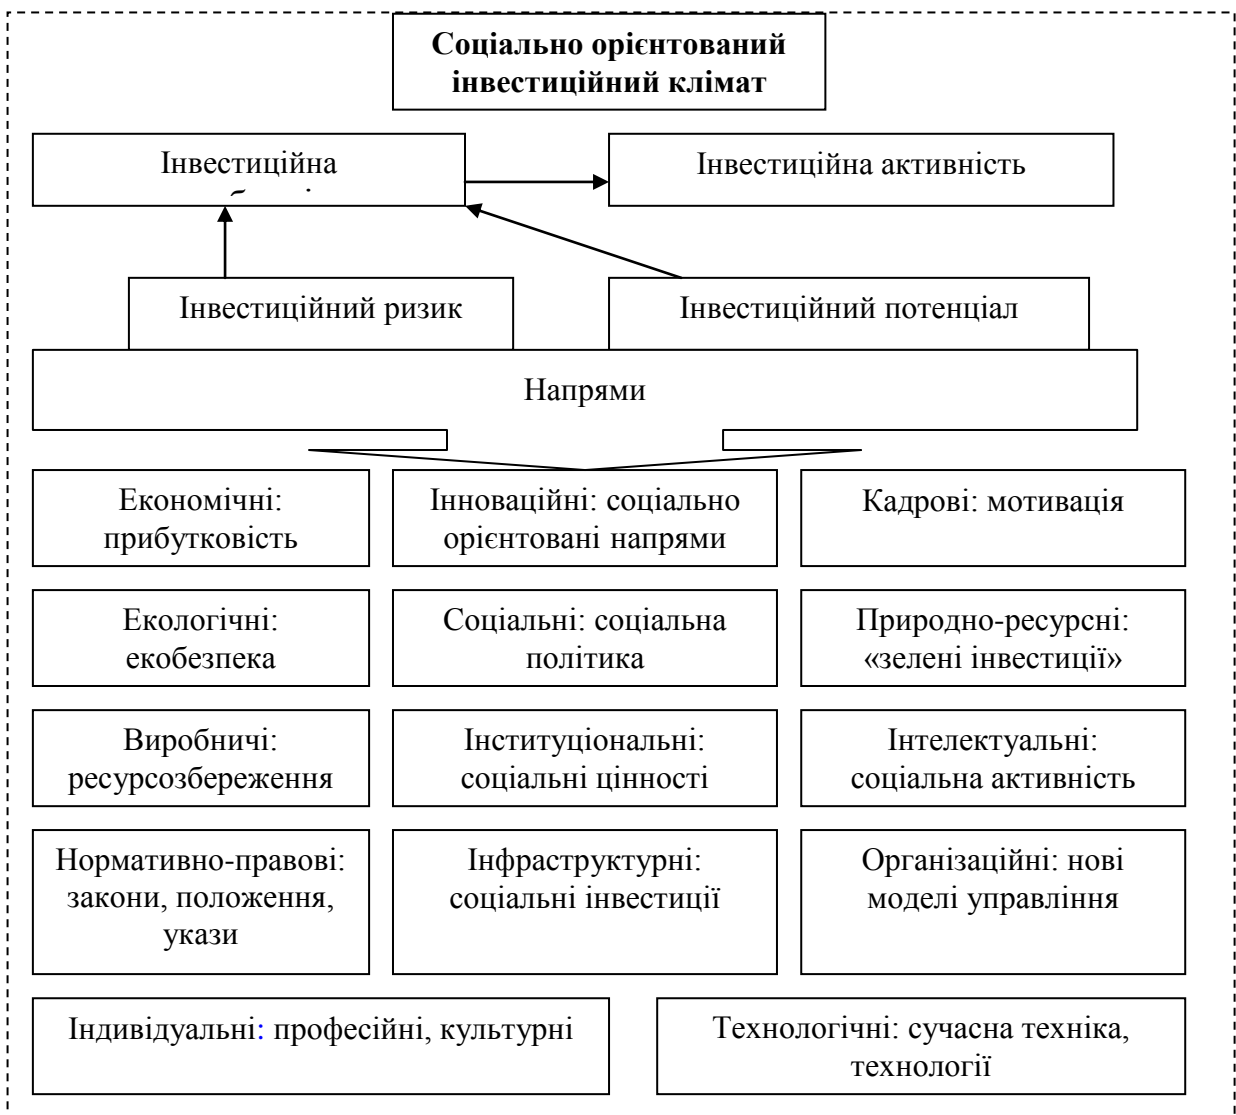 Соціально орієнтований
інвестиційний клімат
Інвестиційна
Інвестиційна активність
Інвестиційний ризик
Інвестиційний потенціал
Напрями
Економічні:
прибутковість
Інноваційні: соціально
орієнтовані напрями
Кадрові: мотивація
Екологічні:
екобезпека
Соціальні: соціальна
політика
Природно-ресурсні:
«зелені інвестиції»
Виробничі:
ресурсозбереження
Інституціональні:
соціальні цінності
Інтелектуальні:
соціальна активність
Нормативно-правові:
закони, положення,
укази
Інфраструктурні:
соціальні інвестиції
Організаційні: нові
моделі управління
Індивідуальні: професійні, культурні
Технологічні: сучасна техніка,
технології